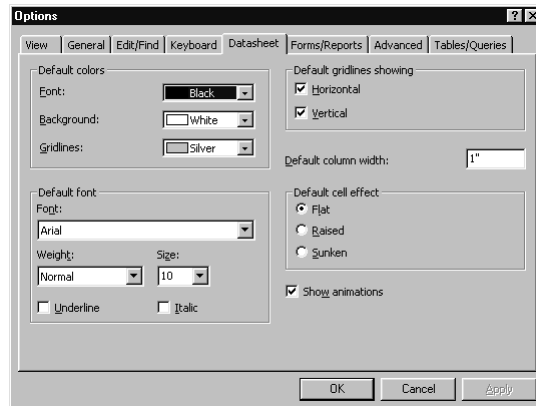 Options
View General Edit/Find Keyboard Datasheet Forms/Reports Advanced Tables/Queries
Default colors
Font: Black
Background: White
Gridlines: Silver
Default font
Font:
Arial
Weight: Size:
Normal 10
Underline Italic
Default gridlines showing
Horizontal
Vertical
Default column width: 1"
Default cell effect
Flat
Raised
Sunken
Show animations
OK Cancel Apply